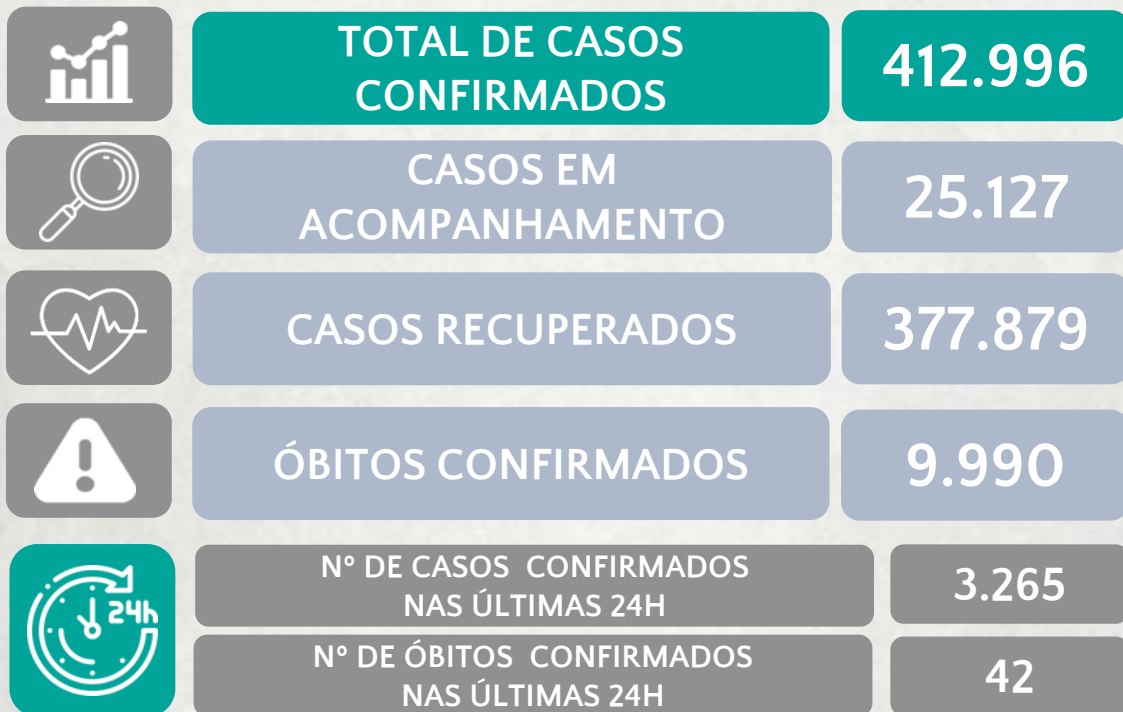 TOTAL DE CASOS
CONFIRMADOS
412.996
CASOS EM
ACOMPANHAMENTO
25.127
CASOS RECUPERADOS
377.879
ÓBITOS CONFIRMADOS
9.990
24h
Nº DE CASOS CONFIRMADOS
NAS ÚLTIMAS 24H
3.265
Nº DE ÓBITOS CONFIRMADOS
NAS ÚLTIMAS 24H
42